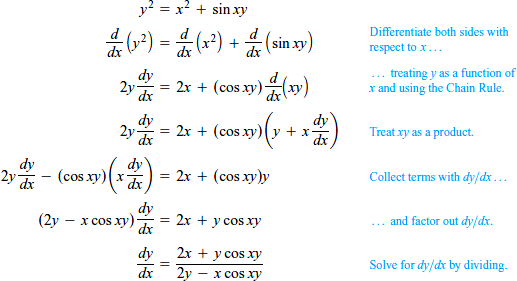 y² = x² + sin xy
d/dx (y²) = d/dx (x²) + d/dx (sin xy)
Differentiate both sides with
respect to x . . .
2y dy/dx = 2x + (cos xy) d/dx (xy)
. . . treating y as a function of
x and using the Chain Rule.
2y dy/dx = 2x + (cos xy)(y + x dy/dx)
Treat xy as a product.
2y dy/dx − (cos xy)(x dy/dx) = 2x + (cos xy)y
Collect terms with dy/dx . . .
(2y − x cos xy) dy/dx = 2x + y cos xy
. . . and factor out dy/dx.
dy/dx = (2x + y cos xy)/(2y − x cos xy)
Solve for dy/dx by dividing.